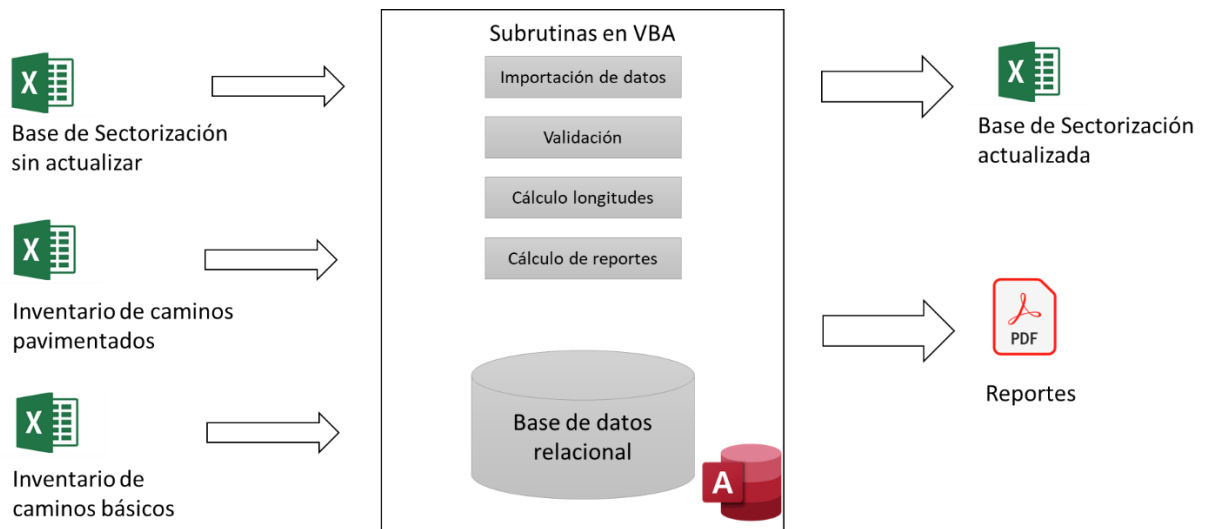 Base de Sectorización
sin actualizar
Inventario de caminos
pavimentados
Inventario de
caminos básicos
Subrutinas en VBA
Importación de datos
Validación
Cálculo longitudes
Cálculo de reportes
Base de datos
relacional
A
Base de Sectorización
actualizada
PDF
Reportes
X
X
X
X